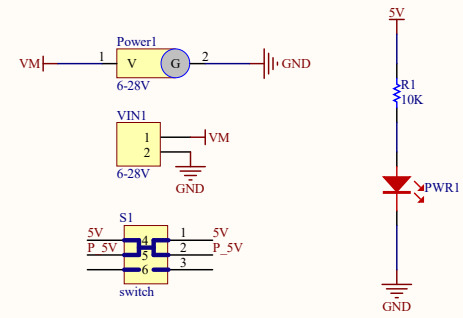 Power1
VM 1 V G 2 GND
6-28V
VIN1
1 VM
2
GND
6-28V
S1
5V 4 1 5V
P_5V 5 2 P_5V
6 3
switch
5V
R1
10K
PWR1
GND